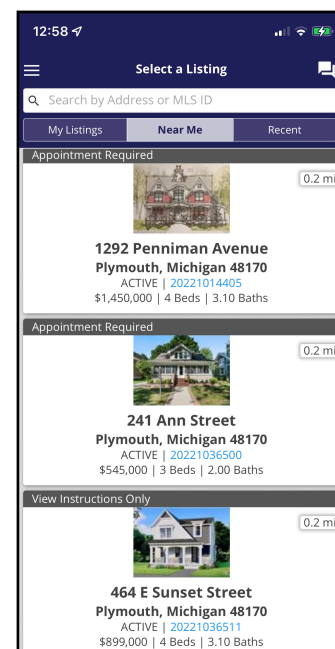 12:58
Select a Listing
Search by Address or MLS ID
My Listings Near Me Recent
Appointment Required
0.2 mi
1292 Penniman Avenue
Plymouth, Michigan 48170
ACTIVE | 20221014405
$1,450,000 | 4 Beds | 3.10 Baths
Appointment Required
0.2 mi
241 Ann Street
Plymouth, Michigan 48170
ACTIVE | 20221036500
$545,000 | 3 Beds | 2.00 Baths
View Instructions Only
0.2 mi
464 E Sunset Street
Plymouth, Michigan 48170
ACTIVE | 20221036511
$899,000 | 4 Beds | 3.10 Baths